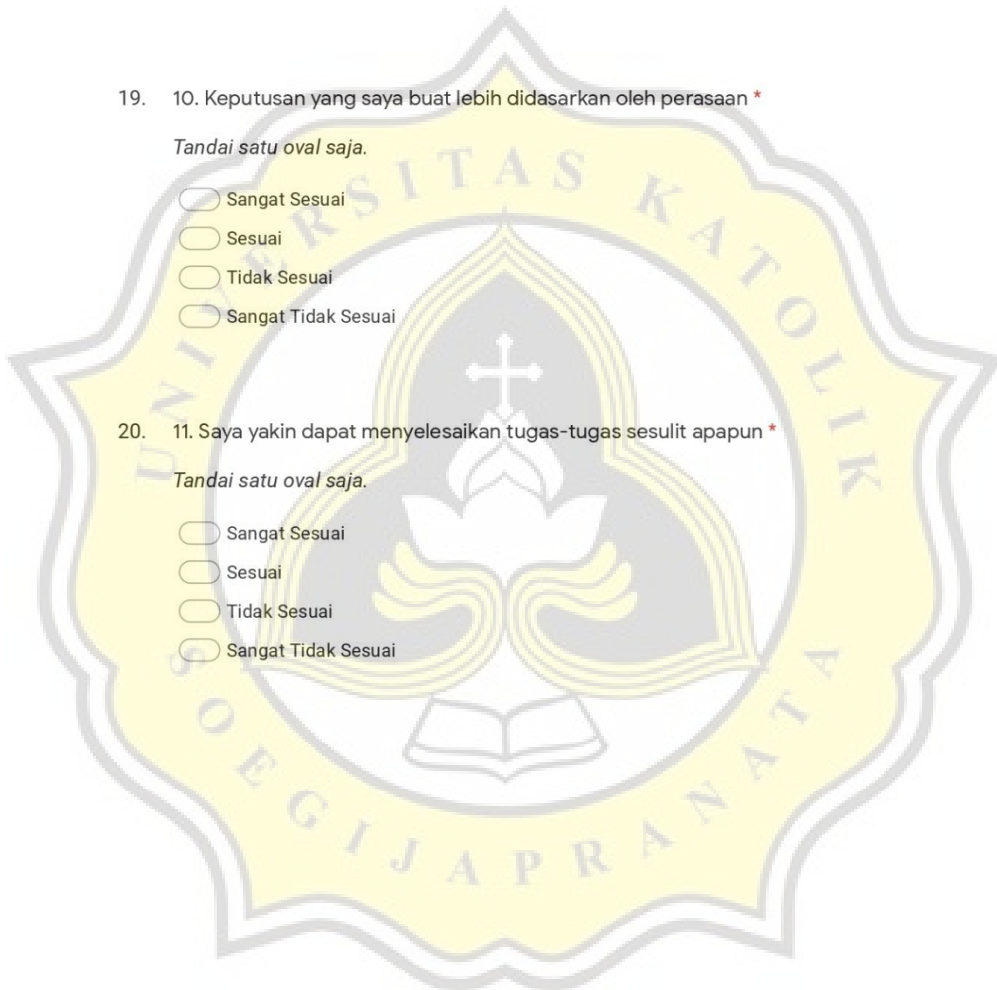 19. 10. Keputusan yang saya buat lebih didasarkan oleh perasaan *
Tandai satu oval saja.
Sangat Sesuai
Sesuai
Tidak Sesuai
Sangat Tidak Sesuai
20. 11. Saya yakin dapat menyelesaikan tugas-tugas sesulit apapun *
Tandai satu oval saja.
Sangat Sesuai
Sesuai
Tidak Sesuai
Sangat Tidak Sesuai
UNIVERSITAS KATOLIK
SOEGIJAPRANATA